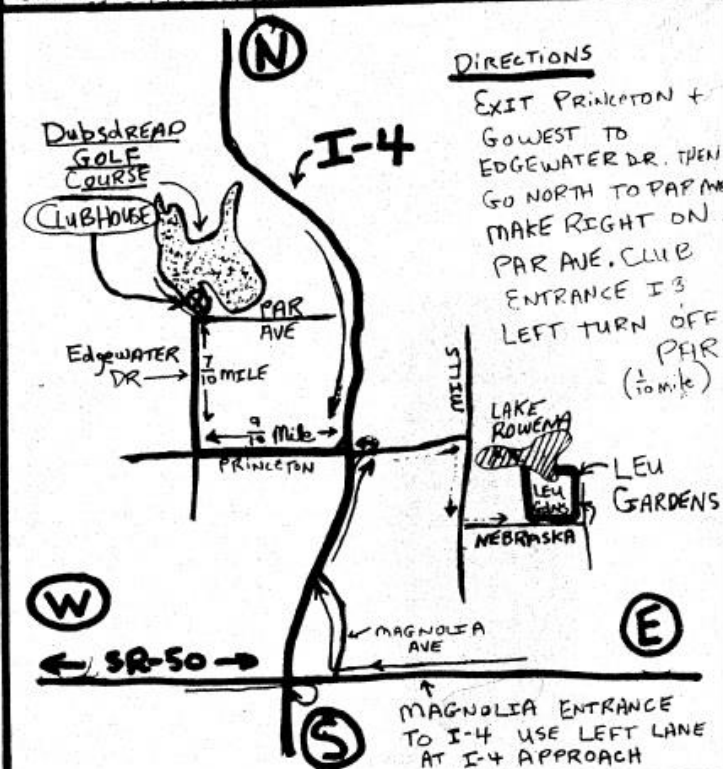 N
DIRECTIONS
EXIT PRINCETON +
GO WEST TO
EDGEWATER DR. THEN
GO NORTH TO PAR AVE
MAKE RIGHT ON
PAR AVE. CLUB
ENTRANCE IS
LEFT TURN OFF
PAR
(1/10 mile)
I-4
DubsdREAD
GOLF
COURSE
CLUBHOUSE
PAR
AVE
EdgewATER
DR
7/10 MILE
9/10 Mile
PRINCETON
MILLS
LAKE
ROWENA
LEU
GDNS
LEU
GARDENS
NEBRASKA
W
E
SR-50
MAGNOLIA
AVE
S
MAGNOLIA ENTRANCE
TO I-4 USE LEFT LANE
AT I-4 APPROACH